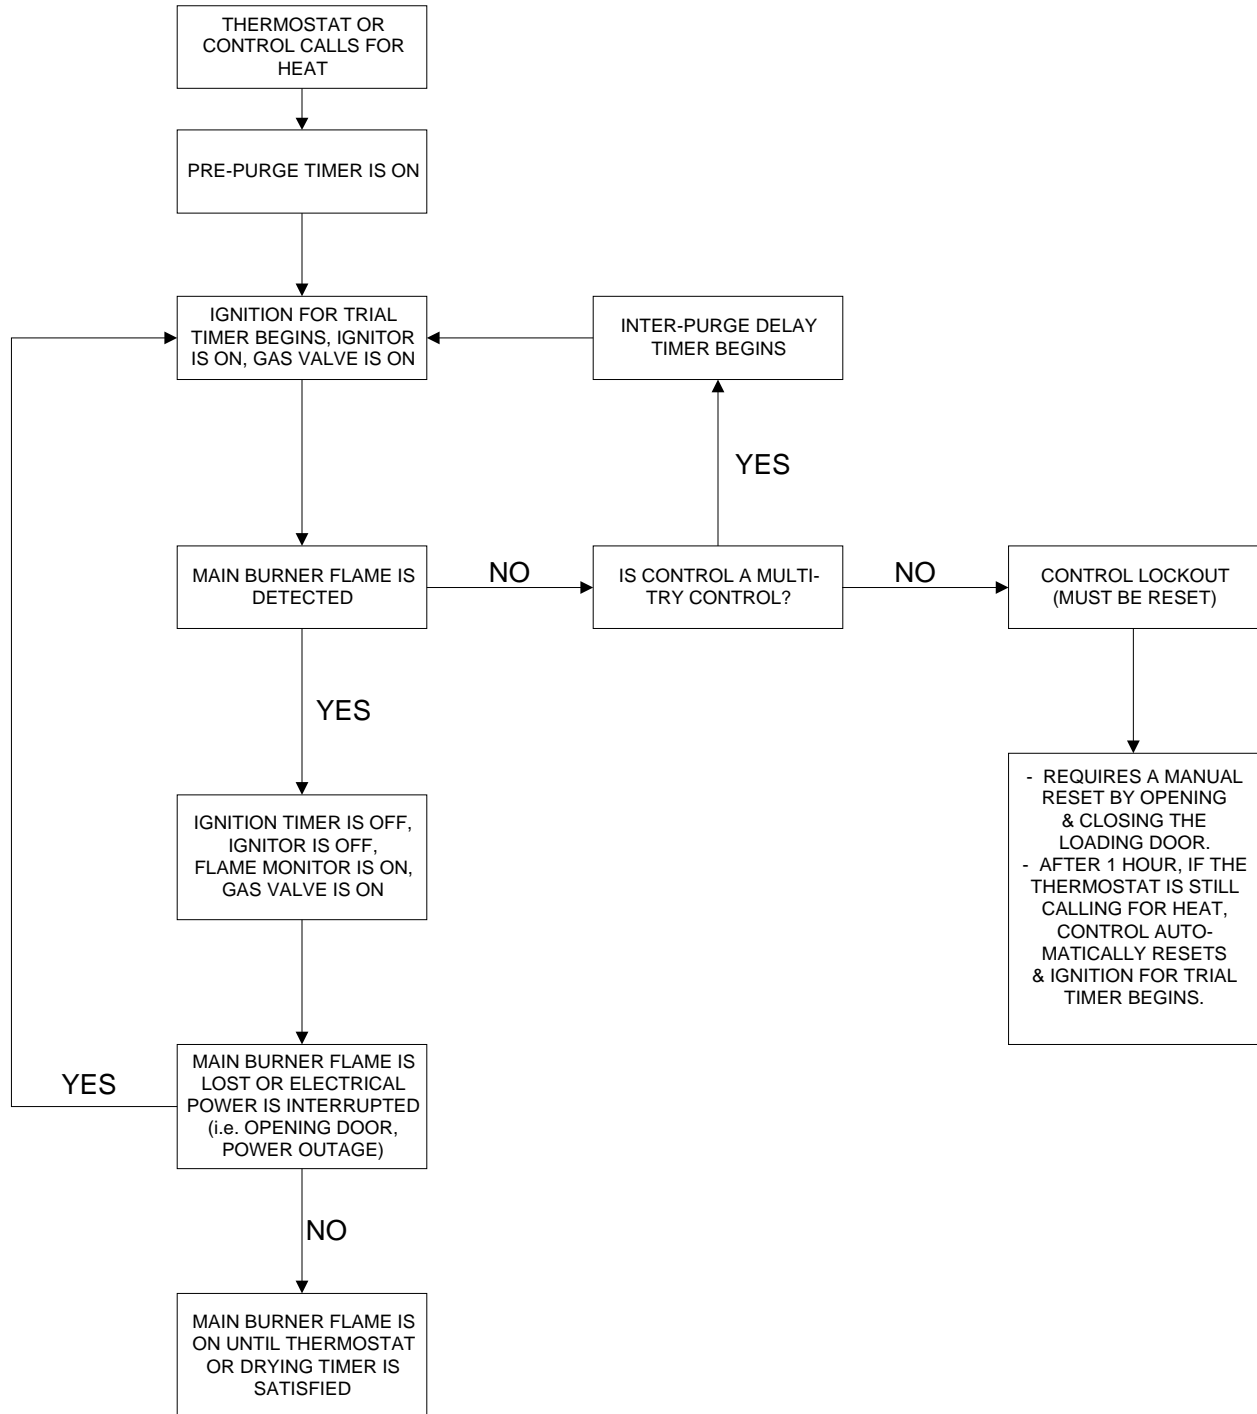 THERMOSTAT OR
CONTROL CALLS FOR
HEAT
PRE-PURGE TIMER IS ON
IGNITION FOR TRIAL
TIMER BEGINS, IGNITOR
IS ON, GAS VALVE IS ON
INTER-PURGE DELAY
TIMER BEGINS
YES
MAIN BURNER FLAME IS
DETECTED
NO
IS CONTROL A MULTI-
TRY CONTROL?
NO
CONTROL LOCKOUT
(MUST BE RESET)
YES
- REQUIRES A MANUAL
RESET BY OPENING
& CLOSING THE
LOADING DOOR.
- AFTER 1 HOUR, IF THE
THERMOSTAT IS STILL
CALLING FOR HEAT,
CONTROL AUTO-
MATICALLY RESETS
& IGNITION FOR TRIAL
TIMER BEGINS.
IGNITION TIMER IS OFF,
IGNITOR IS OFF,
FLAME MONITOR IS ON,
GAS VALVE IS ON
YES
MAIN BURNER FLAME IS
LOST OR ELECTRICAL
POWER IS INTERRUPTED
(i.e. OPENING DOOR,
POWER OUTAGE)
NO
MAIN BURNER FLAME IS
ON UNTIL THERMOSTAT
OR DRYING TIMER IS
SATISFIED